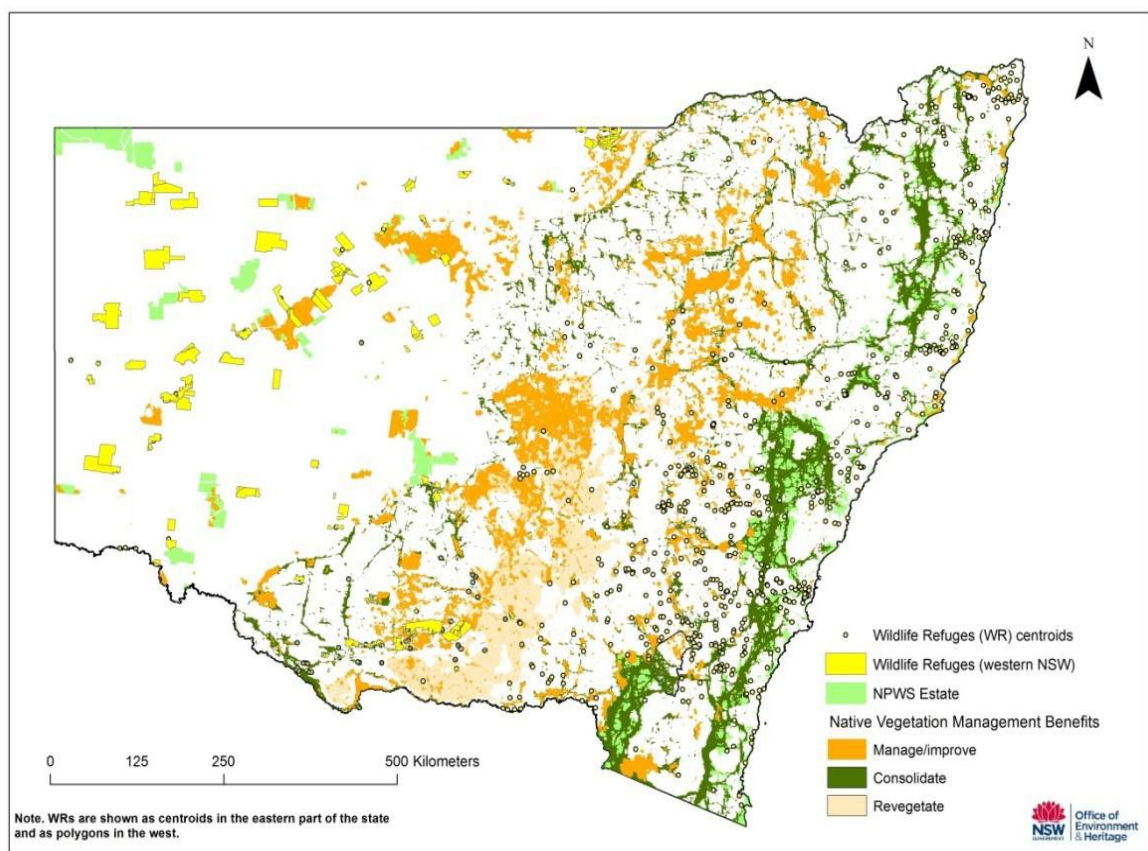 N
Wildlife Refuges (WR) centroids
Wildlife Refuges (western NSW)
NPWS Estate
Native Vegetation Management Benefits
Manage/improve
Consolidate
Revegetate
0 125 250 500 Kilometers
Note. WRs are shown as centroids in the eastern part of the state
and as polygons in the west.
NSW
GOVERNMENT
Office of
Environment
& Heritage